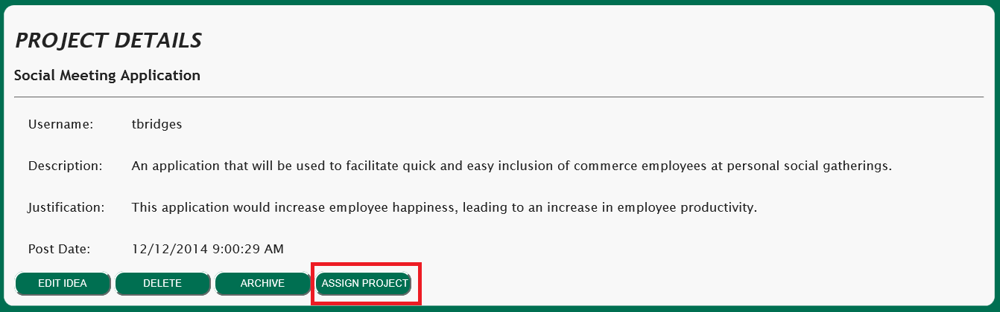 PROJECT DETAILS
Social Meeting Application
Username: tbridges
Description: An application that will be used to facilitate quick and easy inclusion of commerce employees at personal social gatherings.
Justification: This application would increase employee happiness, leading to an increase in employee productivity.
Post Date: 12/12/2014 9:00:29 AM
EDIT IDEA DELETE ARCHIVE ASSIGN PROJECT